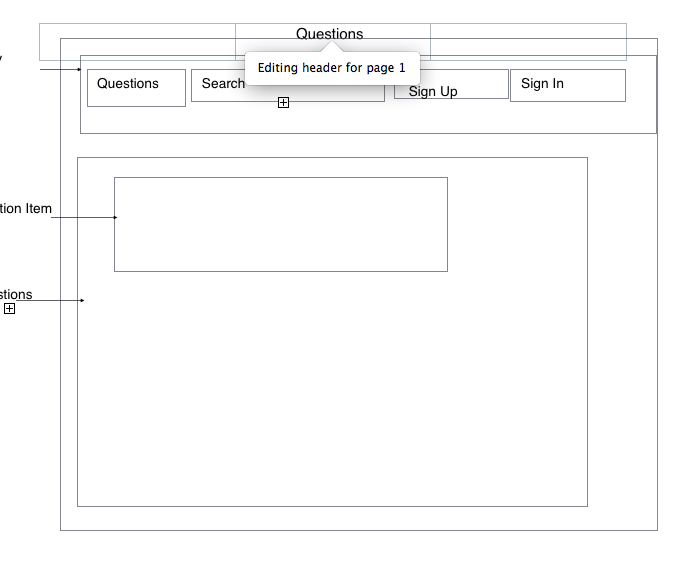 Questions
Editing header for page 1
Questions
Search
Sign Up
Sign In
tion Item
stions